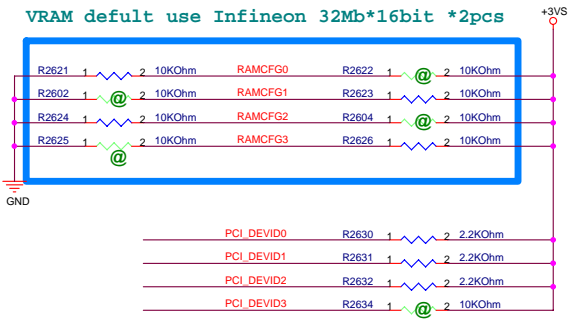 VRAM defult use Infineon 32Mb*16bit *2pcs
+3VS
R2621 1 2 10KOhm RAMCFG0 R2622 1 @ 2 10KOhm
R2602 1 @ 2 10KOhm RAMCFG1 R2623 1 2 10KOhm
R2624 1 2 10KOhm RAMCFG2 R2604 1 @ 2 10KOhm
R2625 1 @ 2 10KOhm RAMCFG3 R2626 1 2 10KOhm
GND
PCI_DEVID0 R2630 1 2 2.2KOhm
PCI_DEVID1 R2631 1 2 2.2KOhm
PCI_DEVID2 R2632 1 2 2.2KOhm
PCI_DEVID3 R2634 1 @ 2 10KOhm